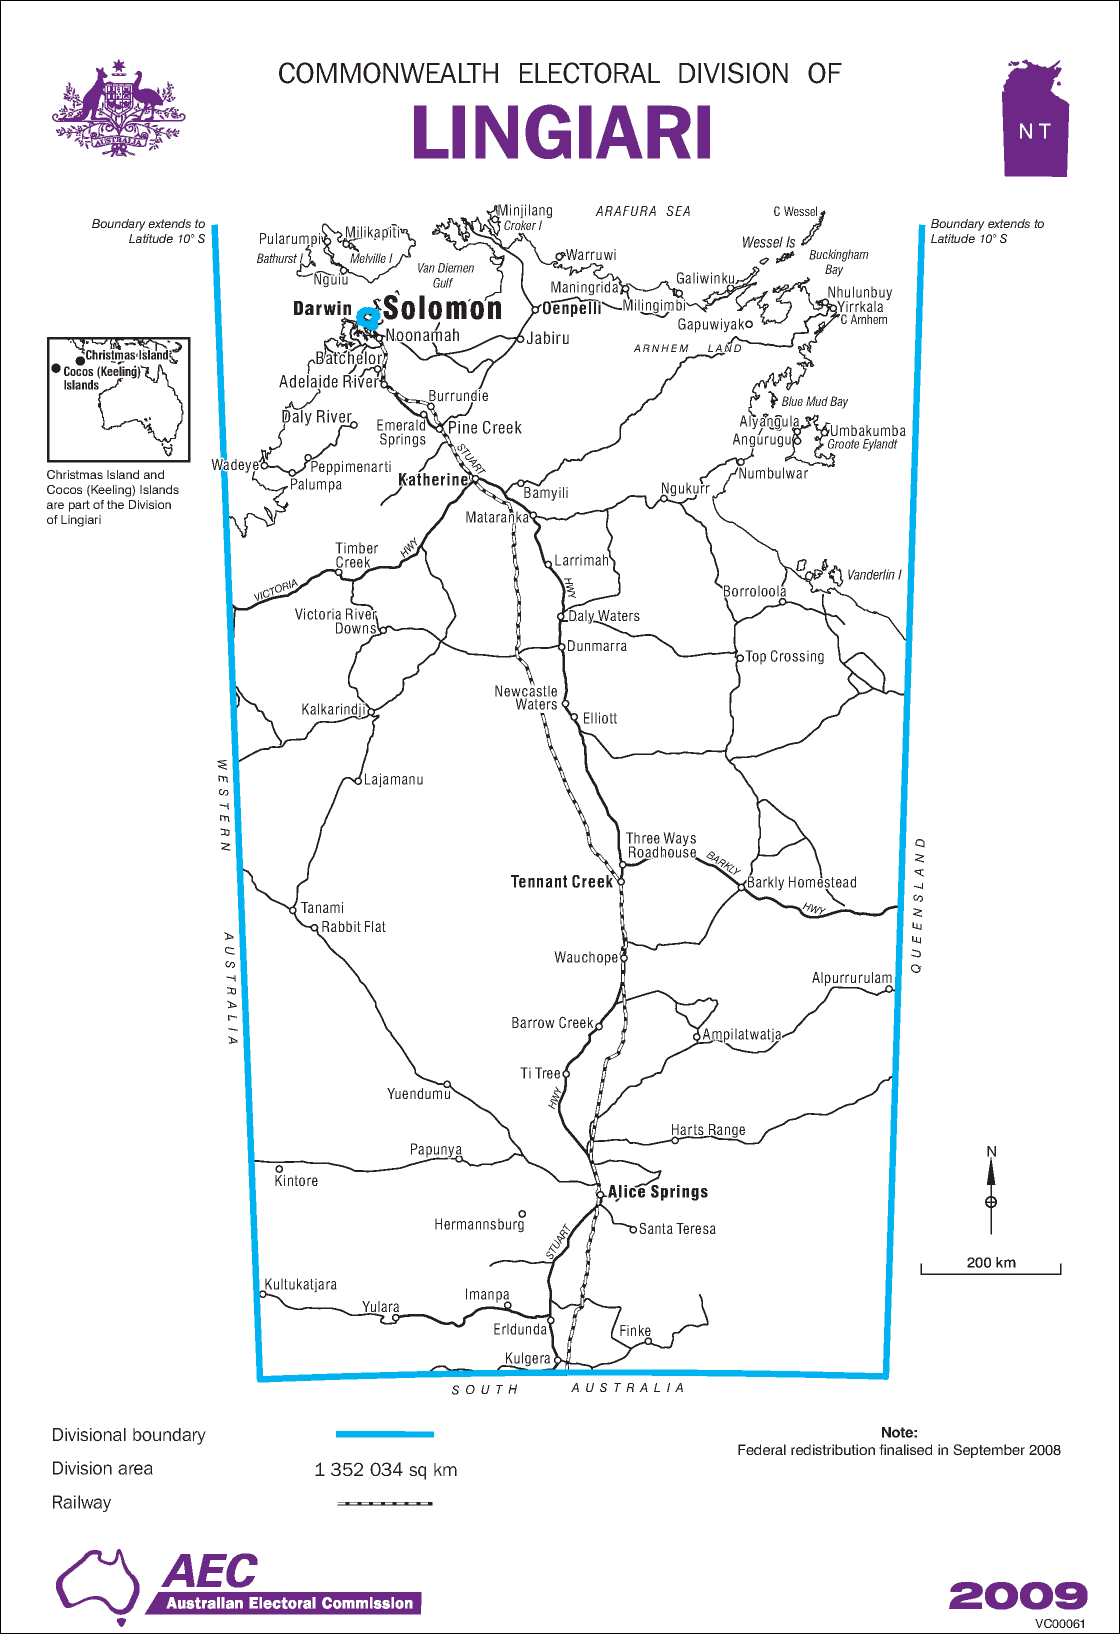 COMMONWEALTH ELECTORAL DIVISION OF
LINGIARI
AUSTRALIA
NT
Boundary extends to
Latitude 10° S
Boundary extends to
Latitude 10° S
ARAFURA SEA
C Wessel
Minjilang
Croker I
Pularumpi
Milikapiti
Bathurst I
Melville I
Nguiu
Van Diemen
Gulf
Warruwi
Wessel Is
Buckingham
Bay
Maningrida
Galiwinku
Milingimbi
Nhulunbuy
Yirrkala
C Arnhem
Gapuwiyak
Darwin
Solomon
Oenpelli
Noonamah
Jabiru
ARNHEM LAND
Batchelor
Adelaide River
Burrundie
Daly River
Emerald
Springs
Pine Creek
Blue Mud Bay
Alyangula
Umbakumba
Angurugu
Groote Eylandt
STUART
Wadeye
Peppimenarti
Palumpa
Katherine
Numbulwar
Bamyili
Ngukurr
Mataranka
Christmas Island
Cocos (Keeling)
Islands
Christmas Island and
Cocos (Keeling) Islands
are part of the Division
of Lingiari
Timber
Creek
HWY
Larrimah
VICTORIA
HWY
Vanderlin I
Borroloola
Victoria River
Downs
Daly Waters
Dunmarra
Top Crossing
Newcastle
Waters
Kalkarindji
Elliott
Lajamanu
WESTERN
AUSTRALIA
QUEENSLAND
Three Ways
Roadhouse
BARKLY
HWY
Tennant Creek
Barkly Homestead
Tanami
Rabbit Flat
Wauchope
Alpurrurulam
Barrow Creek
Ampilatwatja
Ti Tree
HWY
Yuendumu
Harts Range
Papunya
Kintore
Alice Springs
Hermannsburg
Santa Teresa
STUART
Kultukatjara
Yulara
Imanpa
Erldunda
Finke
Kulgera
SOUTH AUSTRALIA
N
200 km
Divisional boundary
Division area 1 352 034 sq km
Railway
Note:
Federal redistribution finalised in September 2008
AEC
Australian Electoral Commission
2009
VC00061